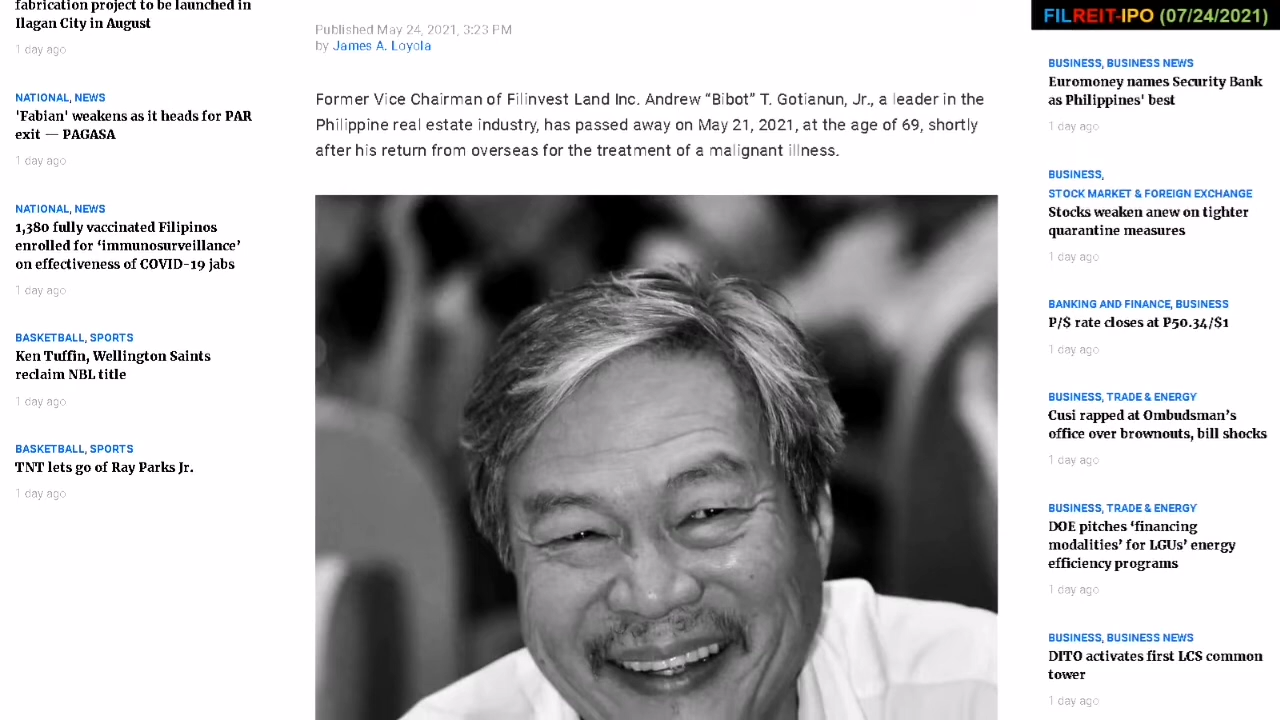 fabrication project to be launched in
Ilagan City in August
1 day ago
NATIONAL, NEWS
'Fabian' weakens as it heads for PAR
exit — PAGASA
1 day ago
NATIONAL, NEWS
1,380 fully vaccinated Filipinos
enrolled for ‘immunosurveillance’
on effectiveness of COVID-19 jabs
1 day ago
BASKETBALL, SPORTS
Ken Tuffin, Wellington Saints
reclaim NBL title
1 day ago
BASKETBALL, SPORTS
TNT lets go of Ray Parks Jr.
1 day ago
Published May 24, 2021, 3:23 PM
by James A. Loyola
Former Vice Chairman of Filinvest Land Inc. Andrew “Bibot” T. Gotianun, Jr., a leader in the
Philippine real estate industry, has passed away on May 21, 2021, at the age of 69, shortly
after his return from overseas for the treatment of a malignant illness.
FILREIT-IPO (07/24/2021)
BUSINESS, BUSINESS NEWS
Euromoney names Security Bank
as Philippines' best
1 day ago
BUSINESS,
STOCK MARKET & FOREIGN EXCHANGE
Stocks weaken anew on tighter
quarantine measures
1 day ago
BANKING AND FINANCE, BUSINESS
P/$ rate closes at P50.34/$1
1 day ago
BUSINESS, TRADE & ENERGY
Cusi rapped at Ombudsman’s
office over brownouts, bill shocks
1 day ago
BUSINESS, TRADE & ENERGY
DOE pitches ‘financing
modalities’ for LGUs’ energy
efficiency programs
1 day ago
BUSINESS, BUSINESS NEWS
DITO activates first LCS common
tower
1 day ago